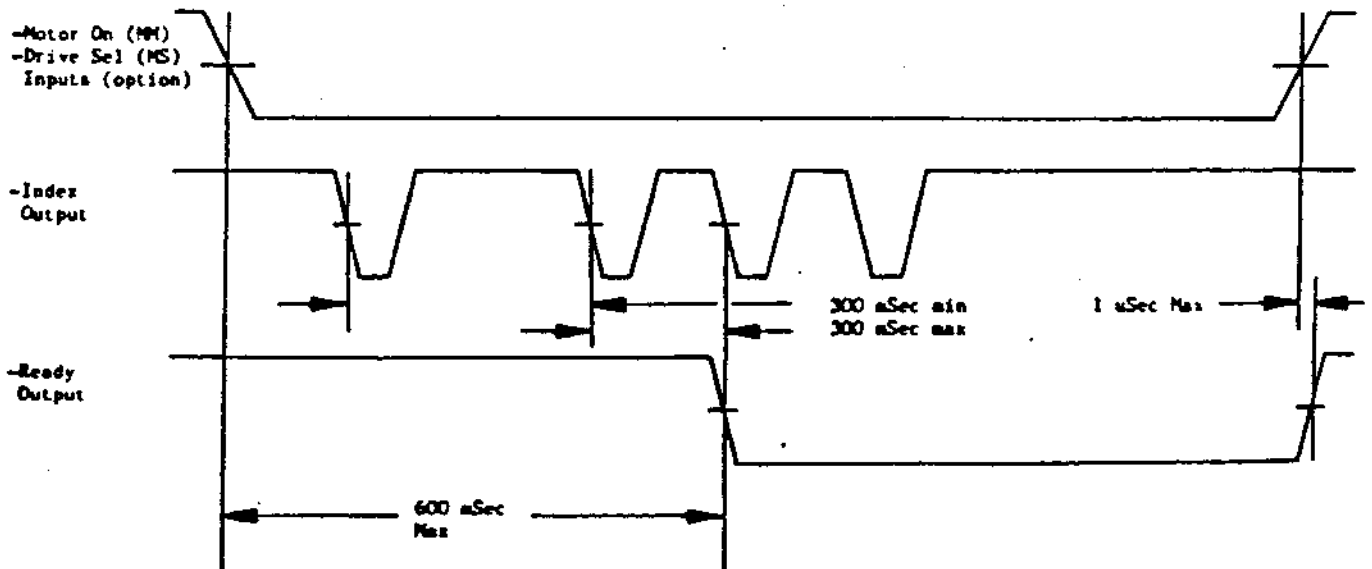 -Motor On (MM)
-Drive Sel (MS)
Inputs (option)
-Index
Output
300 mSec min
300 mSec max
1 uSec Max
-Ready
Output
600 mSec
Max